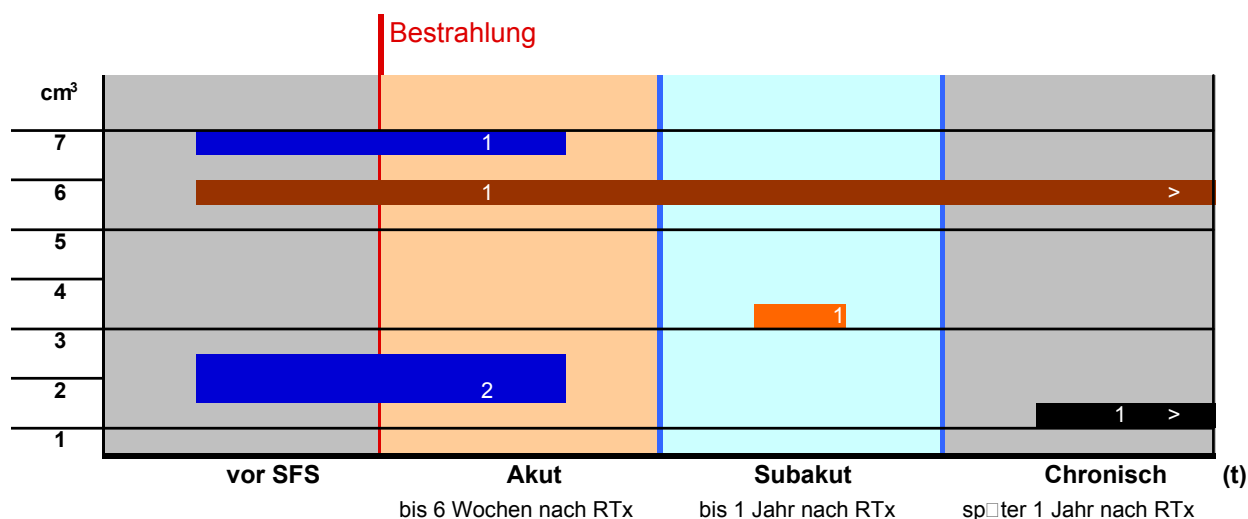 Bestrahlung
cm³
7 1
6 1 >
5
4
1
3
2 2
1 >
1
vor SFS Akut Subakut Chronisch (t)
bis 6 Wochen nach RTx bis 1 Jahr nach RTx sp□ter 1 Jahr nach RTx